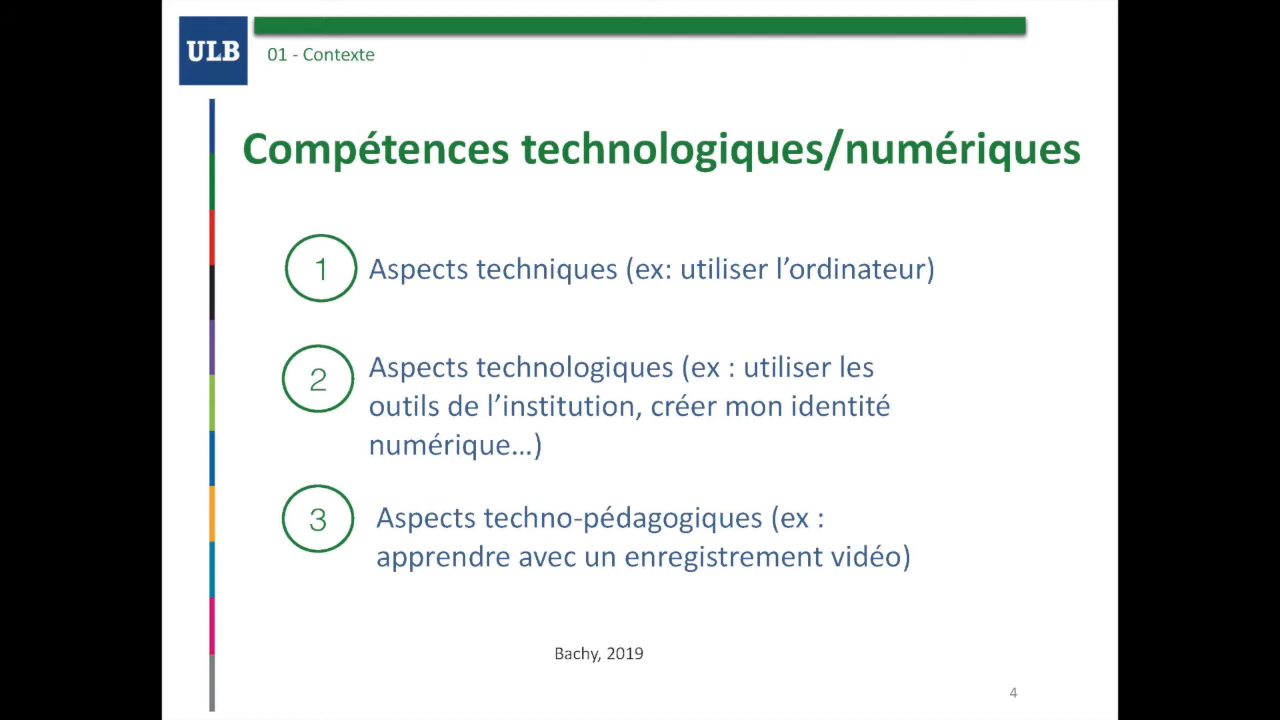 ULB
01 - Contexte
Compétences technologiques/numériques
1
Aspects techniques (ex: utiliser l’ordinateur)
2
Aspects technologiques (ex : utiliser les
outils de l’institution, créer mon identité
numérique…)
3
Aspects techno-pédagogiques (ex :
apprendre avec un enregistrement vidéo)
Bachy, 2019
4